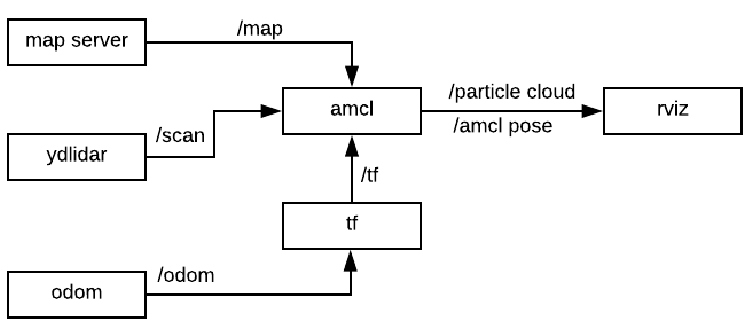 map server
/map
amcl
/particle cloud
/amcl pose
rviz
ydlidar
/scan
/tf
tf
odom
/odom